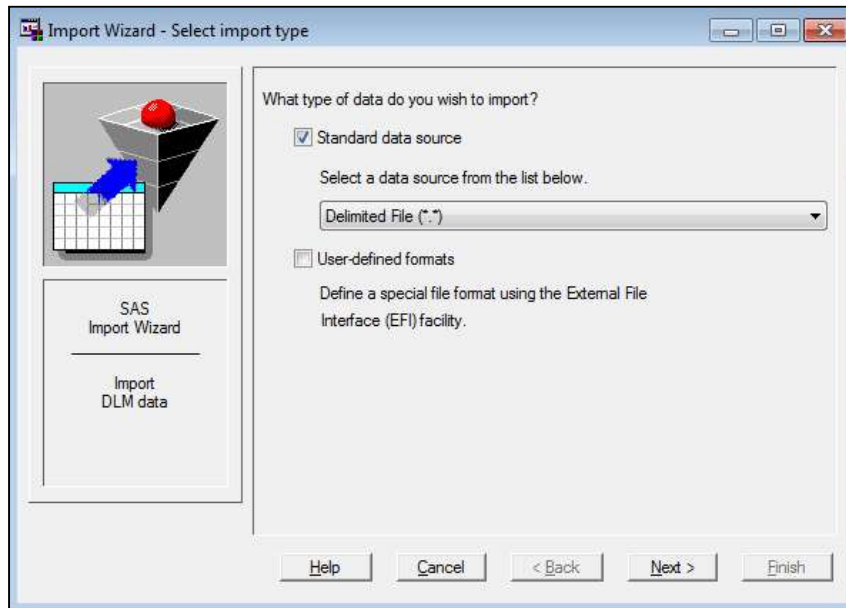 Import Wizard - Select import type
What type of data do you wish to import?
Standard data source
Select a data source from the list below.
Delimited File (*.*)
User-defined formats
Define a special file format using the External File
Interface (EFI) facility.
SAS
Import Wizard
Import
DLM data
Help
Cancel
< Back
Next >
Finish